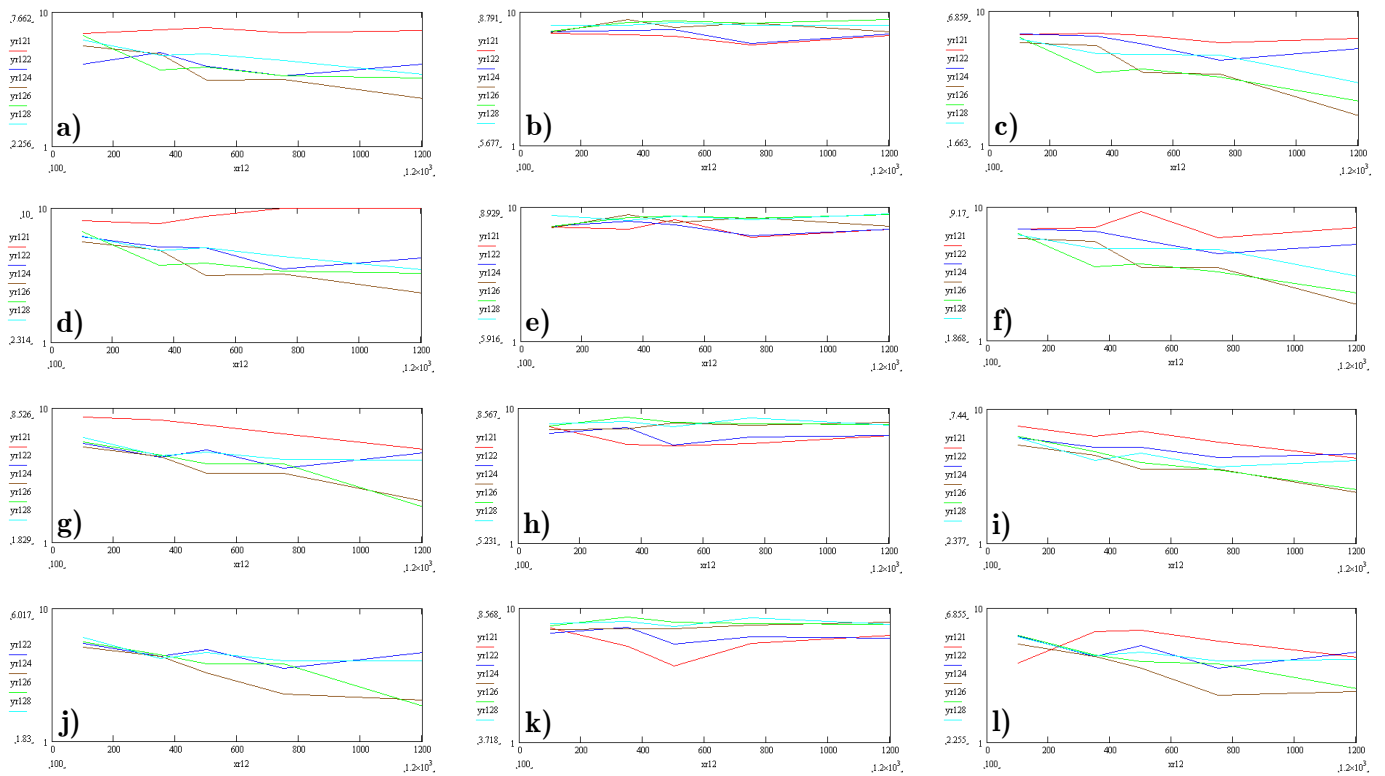 ,7.662,
yr121
yr122
yr124
yr126
yr128
,2.256,
10
1
a)
0
200
400
600
800
1000
1200
,100,
xr12
,1.2×10³,
,8.791,
yr121
yr122
yr124
yr126
yr128
,5.677,
10
1
b)
0
200
400
600
800
1000
1200
,100,
xr12
,1.2×10³,
,6.859,
yr121
yr122
yr124
yr126
yr128
,1.663,
10
1
c)
0
200
400
600
800
1000
1200
,100,
xr12
,1.2×10³,
,10,
yr121
yr122
yr124
yr126
yr128
,2.314,
10
1
d)
0
200
400
600
800
1000
1200
,100,
xr12
,1.2×10³,
,8.929,
yr121
yr122
yr124
yr126
yr128
,5.916,
10
1
e)
0
200
400
600
800
1000
1200
,100,
xr12
,1.2×10³,
,9.17,
yr121
yr122
yr124
yr126
yr128
,1.868,
10
1
f)
0
200
400
600
800
1000
1200
,100,
xr12
,1.2×10³,
,8.526,
yr121
yr122
yr124
yr126
yr128
,1.829,
10
1
g)
0
200
400
600
800
1000
1200
,100,
xr12
,1.2×10³,
,8.567,
yr121
yr122
yr124
yr126
yr128
,5.231,
10
1
h)
0
200
400
600
800
1000
1200
,100,
xr12
,1.2×10³,
,7.44,
yr121
yr122
yr124
yr126
yr128
,2.377,
10
1
i)
0
200
400
600
800
1000
1200
,100,
xr12
,1.2×10³,
,6.017,
yr122
yr124
yr126
yr128
,1.83,
10
1
j)
0
200
400
600
800
1000
1200
,100,
xr12
,1.2×10³,
,8.568,
yr121
yr122
yr124
yr126
yr128
,3.718,
10
1
k)
0
200
400
600
800
1000
1200
,100,
xr12
,1.2×10³,
,6.855,
yr121
yr122
yr124
yr126
yr128
,2.255,
10
1
l)
0
200
400
600
800
1000
1200
,100,
xr12
,1.2×10³,